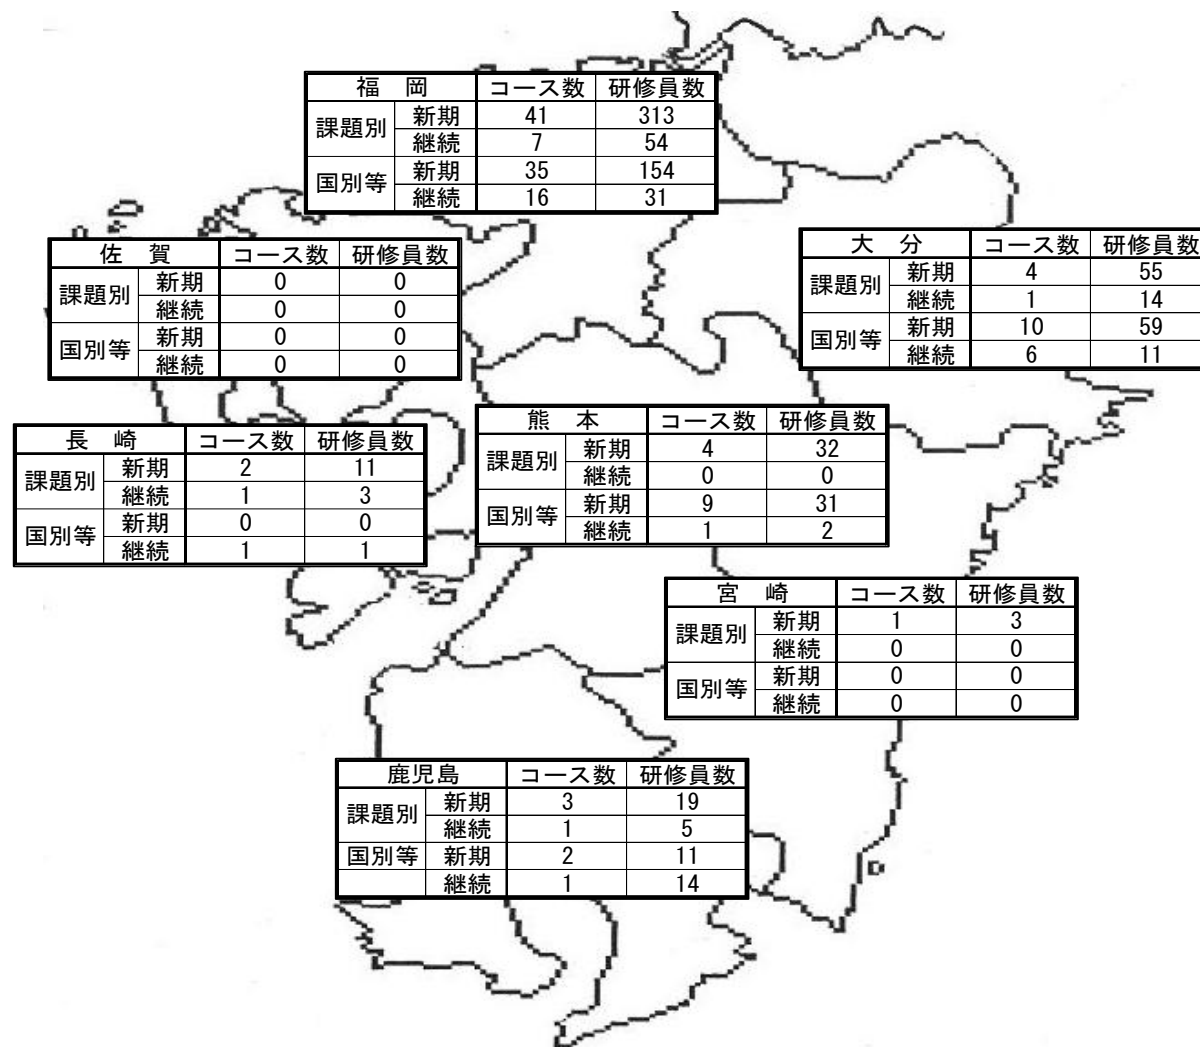 福　岡 コース数 研修員数
課題別 新期 41 313
継続 7 54
国別等 新期 35 154
継続 16 31
佐　賀 コース数 研修員数
課題別 新期 0 0
継続 0 0
国別等 新期 0 0
継続 0 0
大　分 コース数 研修員数
課題別 新期 4 55
継続 1 14
国別等 新期 10 59
継続 6 11
長　崎 コース数 研修員数
課題別 新期 2 11
継続 1 3
国別等 新期 0 0
継続 1 1
熊　本 コース数 研修員数
課題別 新期 4 32
継続 0 0
国別等 新期 9 31
継続 1 2
宮　崎 コース数 研修員数
課題別 新期 1 3
継続 0 0
国別等 新期 0 0
継続 0 0
鹿児島 コース数 研修員数
課題別 新期 3 19
継続 1 5
国別等 新期 2 11
継続 1 14